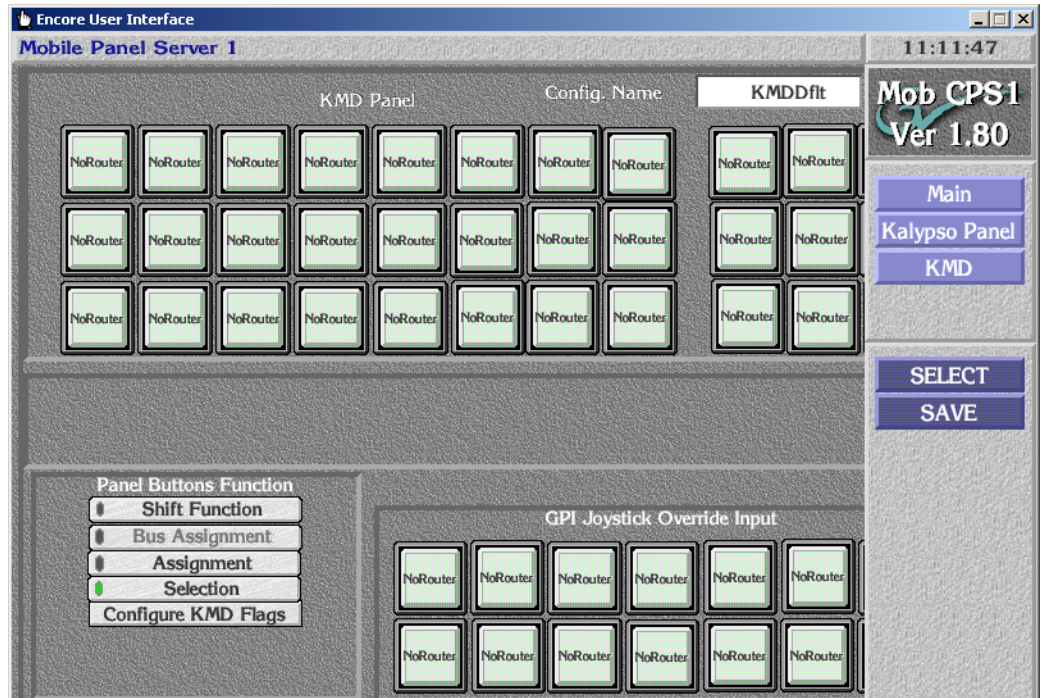 Encore User Interface
Mobile Panel Server 1
11:11:47
KMD Panel
Config. Name
KMDDflt
Mob CPS1
Ver 1.80
NoRouter NoRouter NoRouter NoRouter NoRouter NoRouter NoRouter NoRouter NoRouter NoRouter
NoRouter NoRouter NoRouter NoRouter NoRouter NoRouter NoRouter NoRouter NoRouter NoRouter
NoRouter NoRouter NoRouter NoRouter NoRouter NoRouter NoRouter NoRouter NoRouter NoRouter
Main
Kalypso Panel
KMD
SELECT
SAVE
Panel Buttons Function
Shift Function
Bus Assignment
Assignment
Selection
Configure KMD Flags
GPI Joystick Override Input
NoRouter NoRouter NoRouter NoRouter NoRouter NoRouter
NoRouter NoRouter NoRouter NoRouter NoRouter NoRouter